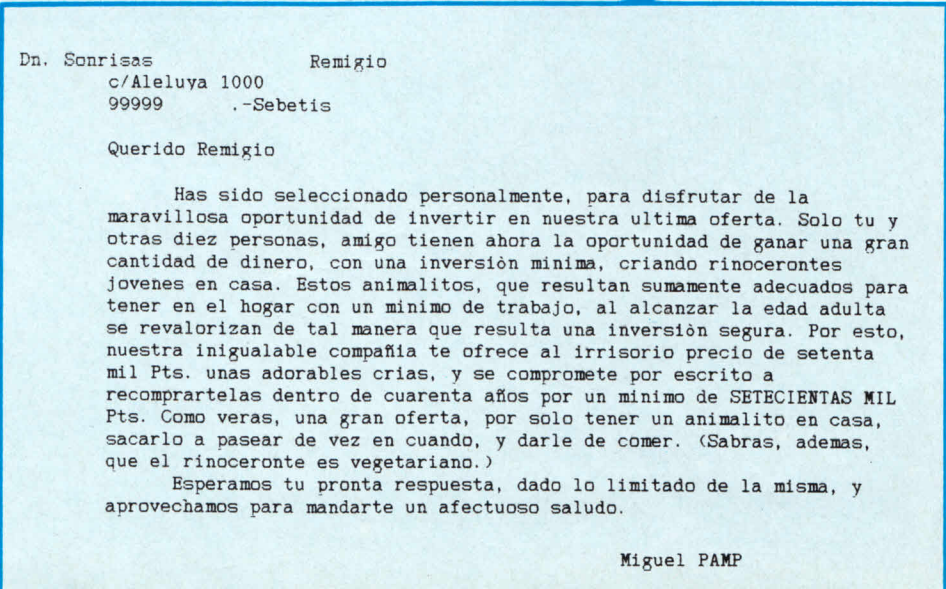 Dn. Sonrisas Remigio
c/Aleluya 1000
99999 .-Sebetis
Querido Remigio
Has sido seleccionado personalmente, para disfrutar de la
maravillosa oportunidad de invertir en nuestra ultima oferta. Solo tu y
otras diez personas, amigo tienen ahora la oportunidad de ganar una gran
cantidad de dinero, con una inversiòn minima, criando rinocerontes
jovenes en casa. Estos animalitos, que resultan sumamente adecuados para
tener en el hogar con un minimo de trabajo, al alcanzar la edad adulta
se revalorizan de tal manera que resulta una inversiòn segura. Por esto,
nuestra inigualable compañia te ofrece al irrisorio precio de setenta
mil Pts. unas adorables crias, y se compromete por escrito a
recomprartelas dentro de cuarenta años por un minimo de SETECIENTAS MIL
Pts. Como veras, una gran oferta, por solo tener un animalito en casa,
sacarlo a pasear de vez en cuando, y darle de comer. (Sabras, ademas,
que el rinoceronte es vegetariano.)
Esperamos tu pronta respuesta, dado lo limitado de la misma, y
aprovechamos para mandarte un afectuoso saludo.
Miguel PAMP